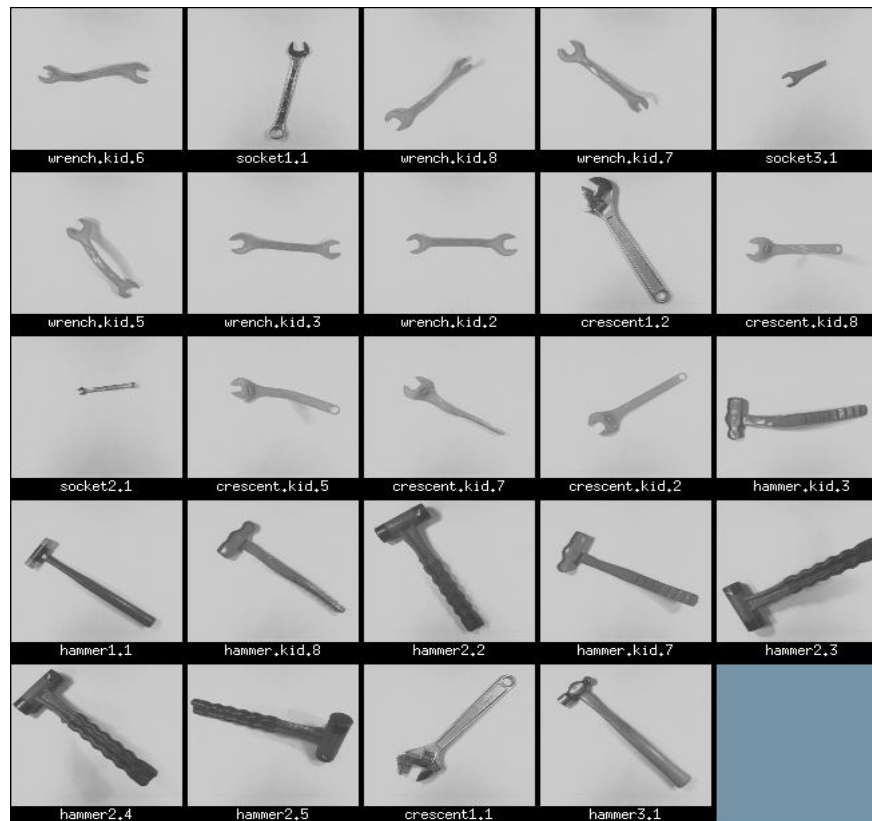 wrench.kid.6 socket1.1 wrench.kid.8 wrench.kid.7 socket3.1
wrench.kid.5 wrench.kid.3 wrench.kid.2 crescent1.2 crescent.kid.8
socket2.1 crescent.kid.5 crescent.kid.7 crescent.kid.2 hammer.kid.3
hammer1.1 hammer.kid.8 hammer2.2 hammer.kid.7 hammer2.3
hammer2.4 hammer2.5 crescent1.1 hammer3.1